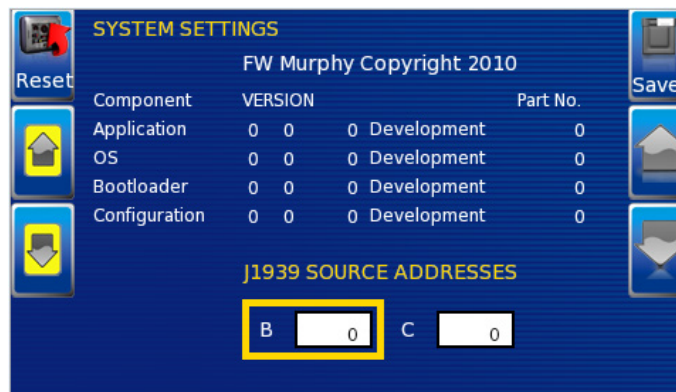 SYSTEM SETTINGS
FW Murphy Copyright 2010
Reset
Save
Component VERSION Part No.
Application 0 0 0 Development 0
OS 0 0 0 Development 0
Bootloader 0 0 0 Development 0
Configuration 0 0 0 Development 0
J1939 SOURCE ADDRESSES
B 0 C 0